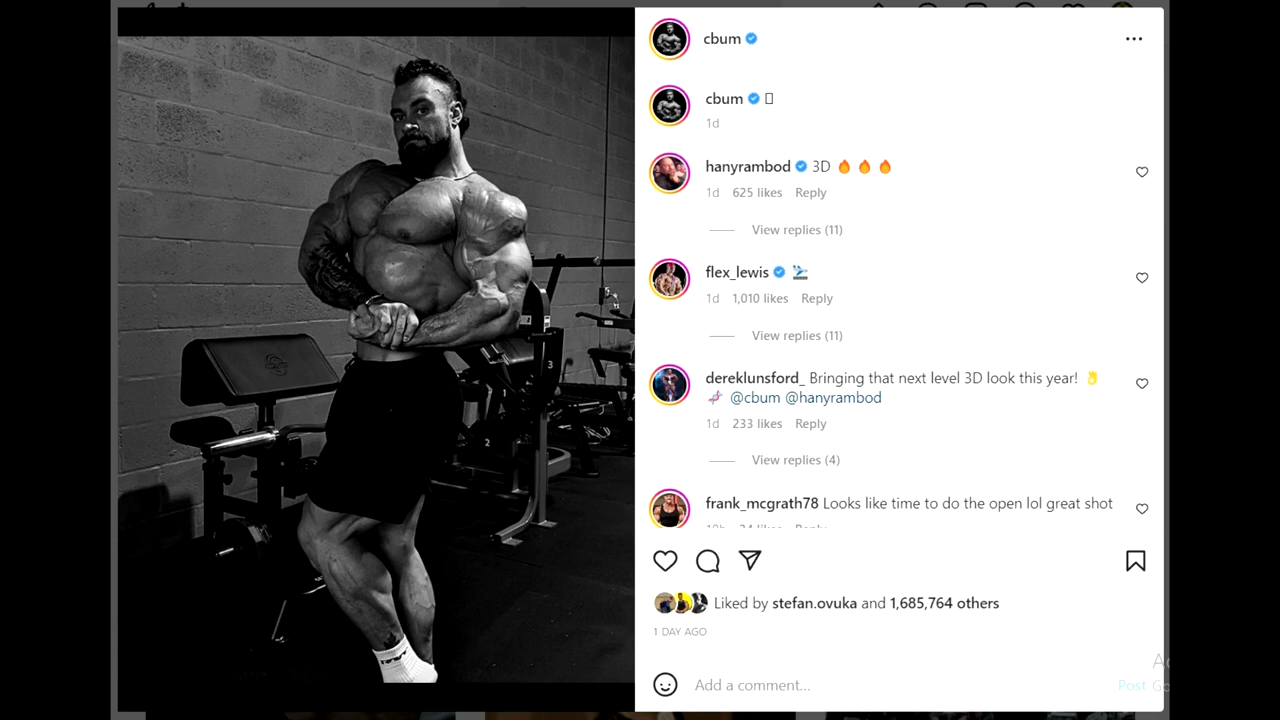 cbum
cbum
1d
hanyrambod 3D 🔥 🔥 🔥
1d 625 likes Reply
View replies (11)
flex_lewis 🛬
1d 1,010 likes Reply
View replies (11)
dereklunsford_ Bringing that next level 3D look this year! 👌
🧬 @cbum @hanyrambod
1d 233 likes Reply
View replies (4)
frank_mcgrath78 Looks like time to do the open lol great shot
Liked by stefan.ovuka and 1,685,764 others
1 DAY AGO
Add a comment...
Post
3
2